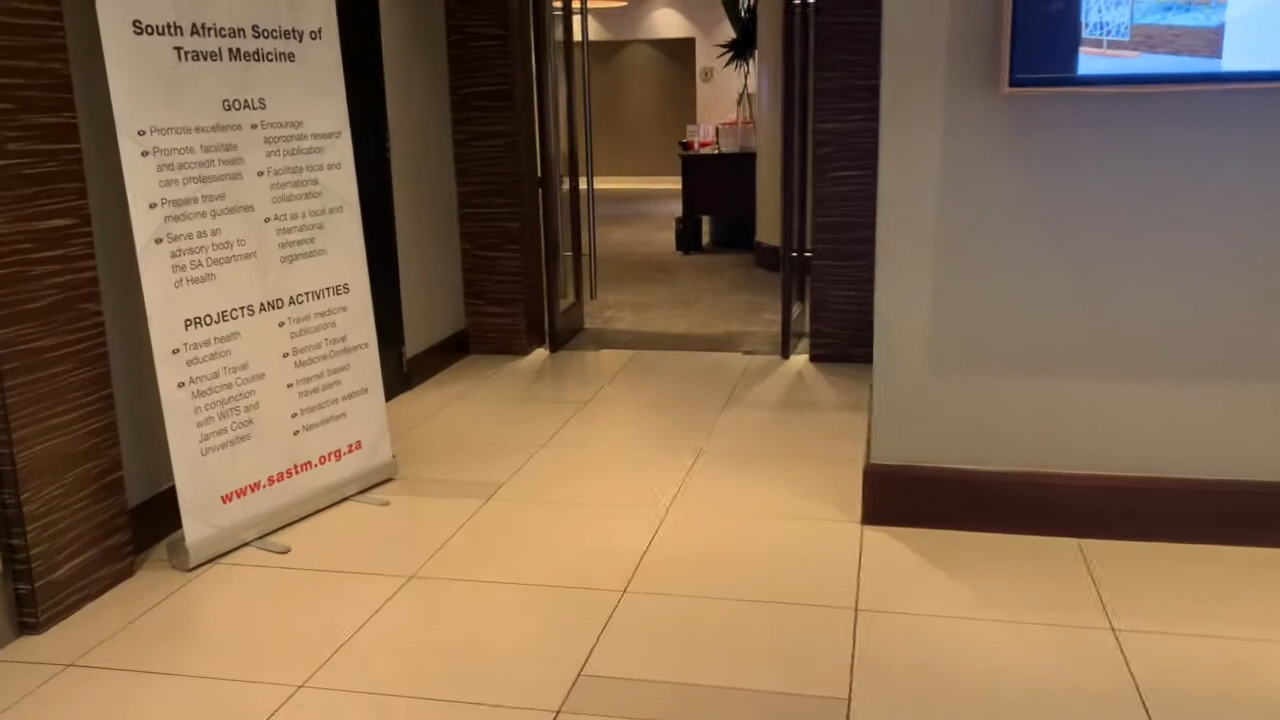 South African Society of
Travel Medicine
GOALS
Promote excellence
Promote, facilitate
and accredit health
care professionals
Prepare travel
medicine guidelines
Serve as an
advisory body to
the SA Department
of Health
Encourage
appropriate research
and publication
Facilitate local and
international
collaboration
Act as a local and
international
reference
organisation
PROJECTS AND ACTIVITIES
Travel health
education
Annual Travel
Medicine Course
in conjunction
with WITS and
James Cook
Universities
Travel medicine
publications
Biennial Travel
Medicine Conference
Internet based
travel alerts
Interactive website
Newsletters
www.sastm.org.za